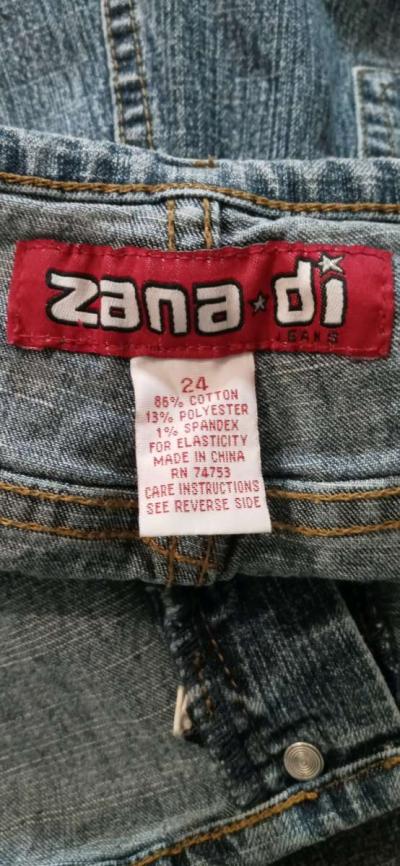 zana★di
JEANS
24
86% COTTON
13% POLYESTER
1% SPANDEX
FOR ELASTICITY
MADE IN CHINA
RN 74753
CARE INSTRUCTIONS
SEE REVERSE SIDE